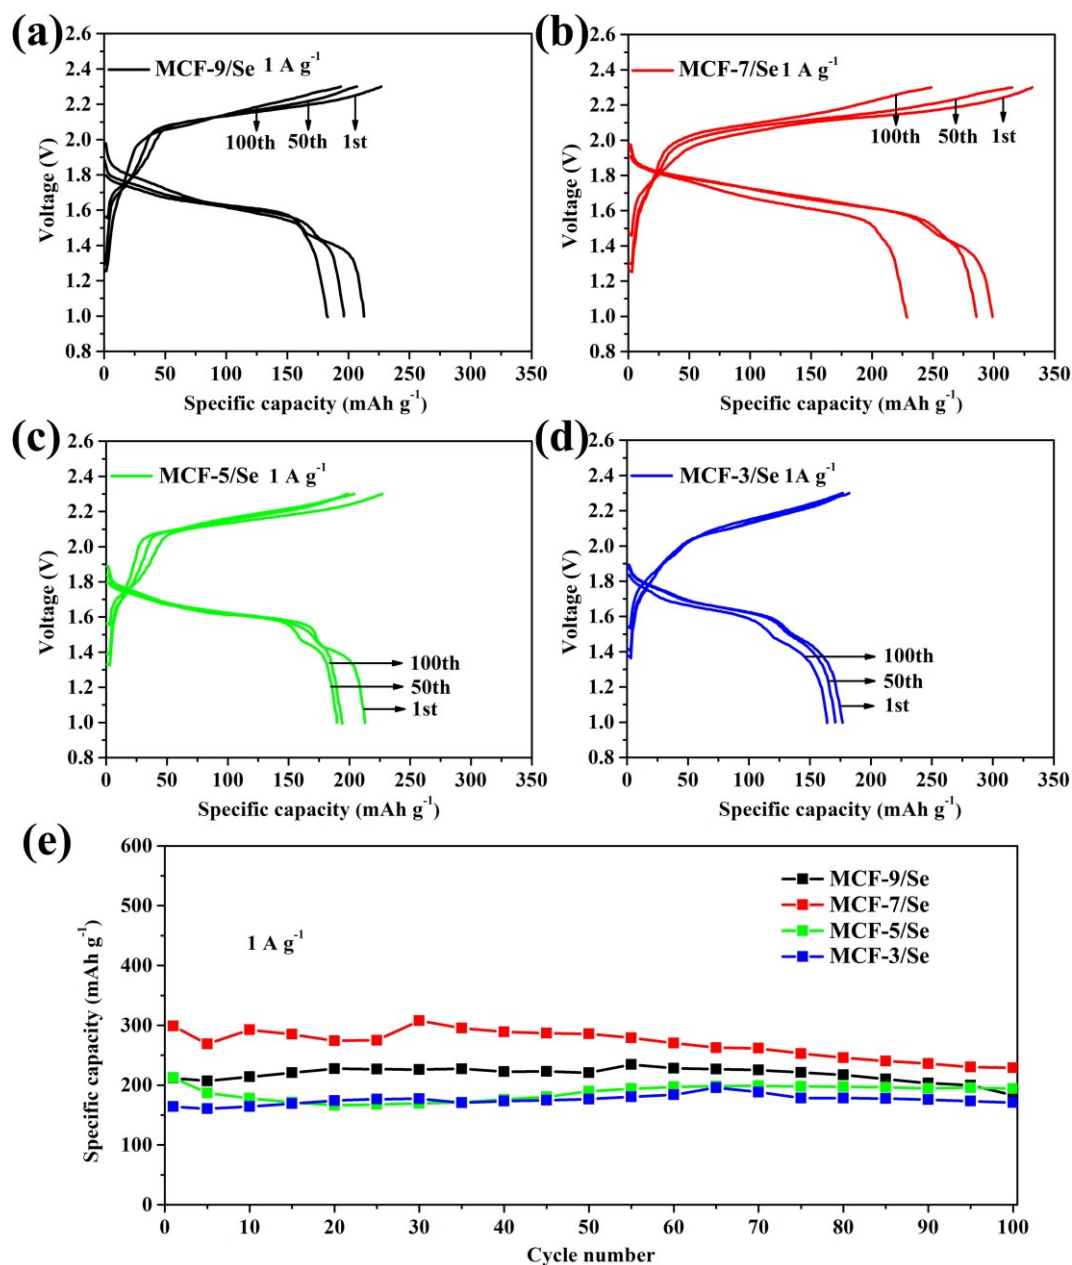 (a)
MCF-9/Se 1 A g⁻¹
100th 50th 1st
Voltage (V)
2.6
2.4
2.2
2.0
1.8
1.6
1.4
1.2
1.0
0.8
0 50 100 150 200 250 300 350
Specific capacity (mAh g⁻¹)
(b)
MCF-7/Se 1 A g⁻¹
100th 50th 1st
Voltage (V)
2.6
2.4
2.2
2.0
1.8
1.6
1.4
1.2
1.0
0.8
0 50 100 150 200 250 300 350
Specific capacity (mAh g⁻¹)
(c)
MCF-5/Se 1 A g⁻¹
100th
50th
1st
Voltage (V)
2.6
2.4
2.2
2.0
1.8
1.6
1.4
1.2
1.0
0.8
0 50 100 150 200 250 300 350
Specific capacity (mAh g⁻¹)
(d)
MCF-3/Se 1A g⁻¹
100th
50th
1st
Voltage (V)
2.6
2.4
2.2
2.0
1.8
1.6
1.4
1.2
1.0
0.8
0 50 100 150 200 250 300 350
Specific capacity (mAh g⁻¹)
(e)
1 A g⁻¹
MCF-9/Se
MCF-7/Se
MCF-5/Se
MCF-3/Se
Specific capacity (mAh g⁻¹)
600
500
400
300
200
100
0
0 10 20 30 40 50 60 70 80 90 100
Cycle number